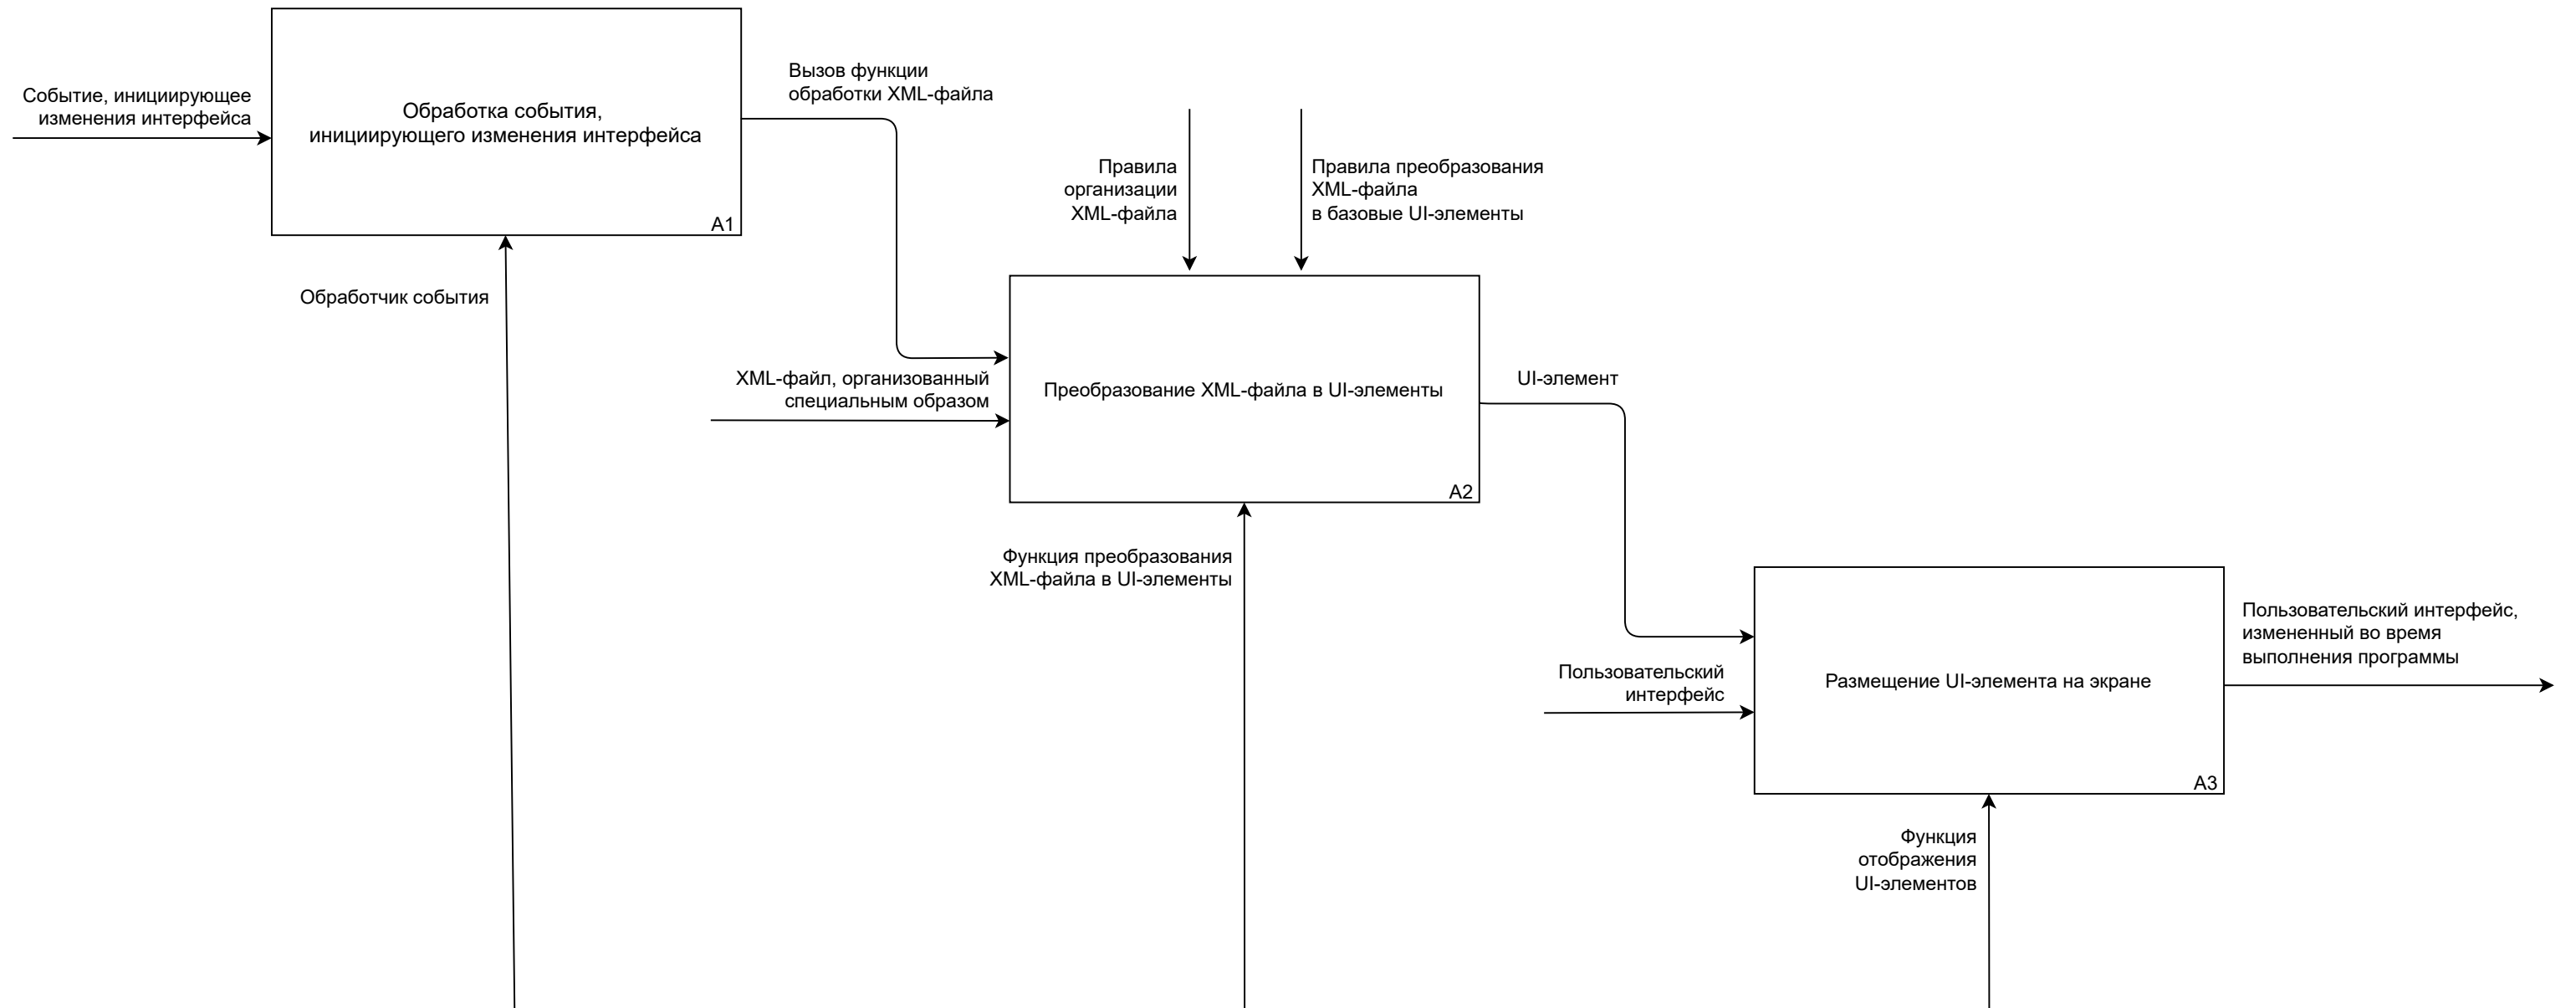 Событие, инициирующее
изменения интерфейса
Обработка события,
инициирующего изменения интерфейса
A1
Вызов функции
обработки XML-файла
Правила
организации
XML-файла
Правила преобразования
XML-файла
в базовые UI-элементы
Обработчик события
XML-файл, организованный
специальным образом
Преобразование XML-файла в UI-элементы
A2
UI-элемент
Функция преобразования
XML-файла в UI-элементы
Пользовательский
интерфейс
Размещение UI-элемента на экране
A3
Пользовательский интерфейс,
измененный во время
выполнения программы
Функция
отображения
UI-элементов